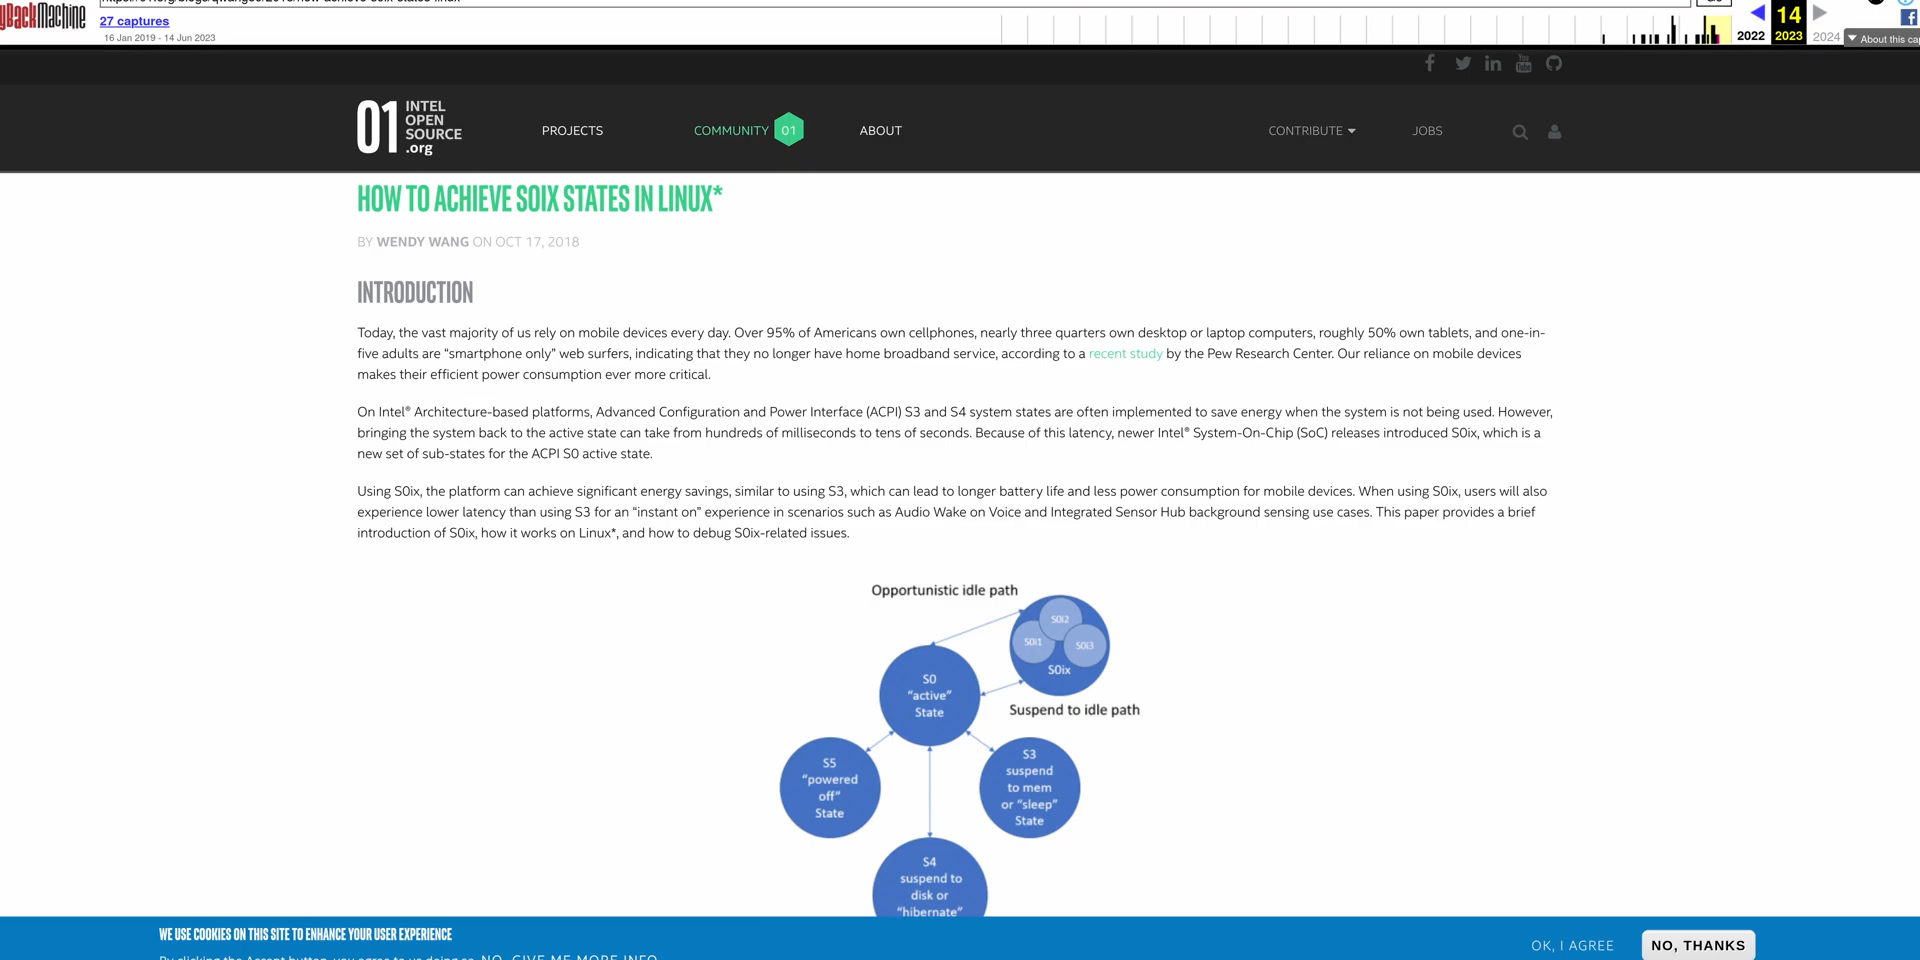 27 captures
16 Jan 2019 - 14 Jun 2023
14
2022
2023
2024
About this
INTEL
OPEN
SOURCE
.org
01
PROJECTS
COMMUNITY
01
ABOUT
CONTRIBUTE
JOBS
HOW TO ACHIEVE S0IX STATES IN LINUX*
BY WENDY WANG ON OCT 17, 2018
INTRODUCTION
Today, the vast majority of us rely on mobile devices every day. Over 95% of Americans own cellphones, nearly three quarters own desktop or laptop computers, roughly 50% own tablets, and one-in-
five adults are “smartphone only” web surfers, indicating that they no longer have home broadband service, according to a recent study by the Pew Research Center. Our reliance on mobile devices
makes their efficient power consumption ever more critical.
On Intel® Architecture-based platforms, Advanced Configuration and Power Interface (ACPI) S3 and S4 system states are often implemented to save energy when the system is not being used. However,
bringing the system back to the active state can take from hundreds of milliseconds to tens of seconds. Because of this latency, newer Intel® System-On-Chip (SoC) releases introduced S0ix, which is a
new set of sub-states for the ACPI S0 active state.
Using S0ix, the platform can achieve significant energy savings, similar to using S3, which can lead to longer battery life and less power consumption for mobile devices. When using S0ix, users will also
experience lower latency than using S3 for an “instant on” experience in scenarios such as Audio Wake on Voice and Integrated Sensor Hub background sensing use cases. This paper provides a brief
introduction of S0ix, how it works on Linux*, and how to debug S0ix-related issues.
Opportunistic idle path
S0i2
S0i1
S0i3
S0ix
S0
“active”
State
Suspend to idle path
S5
“powered
off”
State
S3
suspend
to mem
or “sleep”
State
S4
suspend to
disk or
“hibernate”
WE USE COOKIES ON THIS SITE TO ENHANCE YOUR USER EXPERIENCE
OK, I AGREE
NO, THANKS